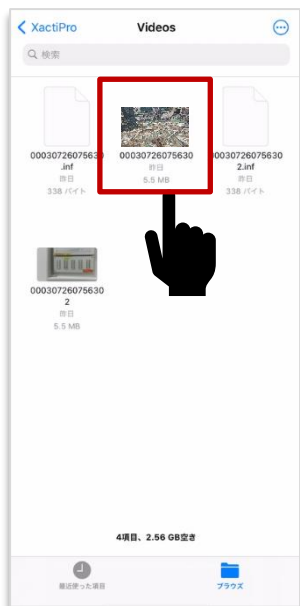 XactiPro
Videos
検索
00030726075630
.inf
昨日
338 バイト
00030726075630
昨日
5.5 MB
00030726075630
2.inf
昨日
338 バイト
00030726075630
2
昨日
5.5 MB
4項目、2.56 GB空き
最近使った項目
ブラウズ